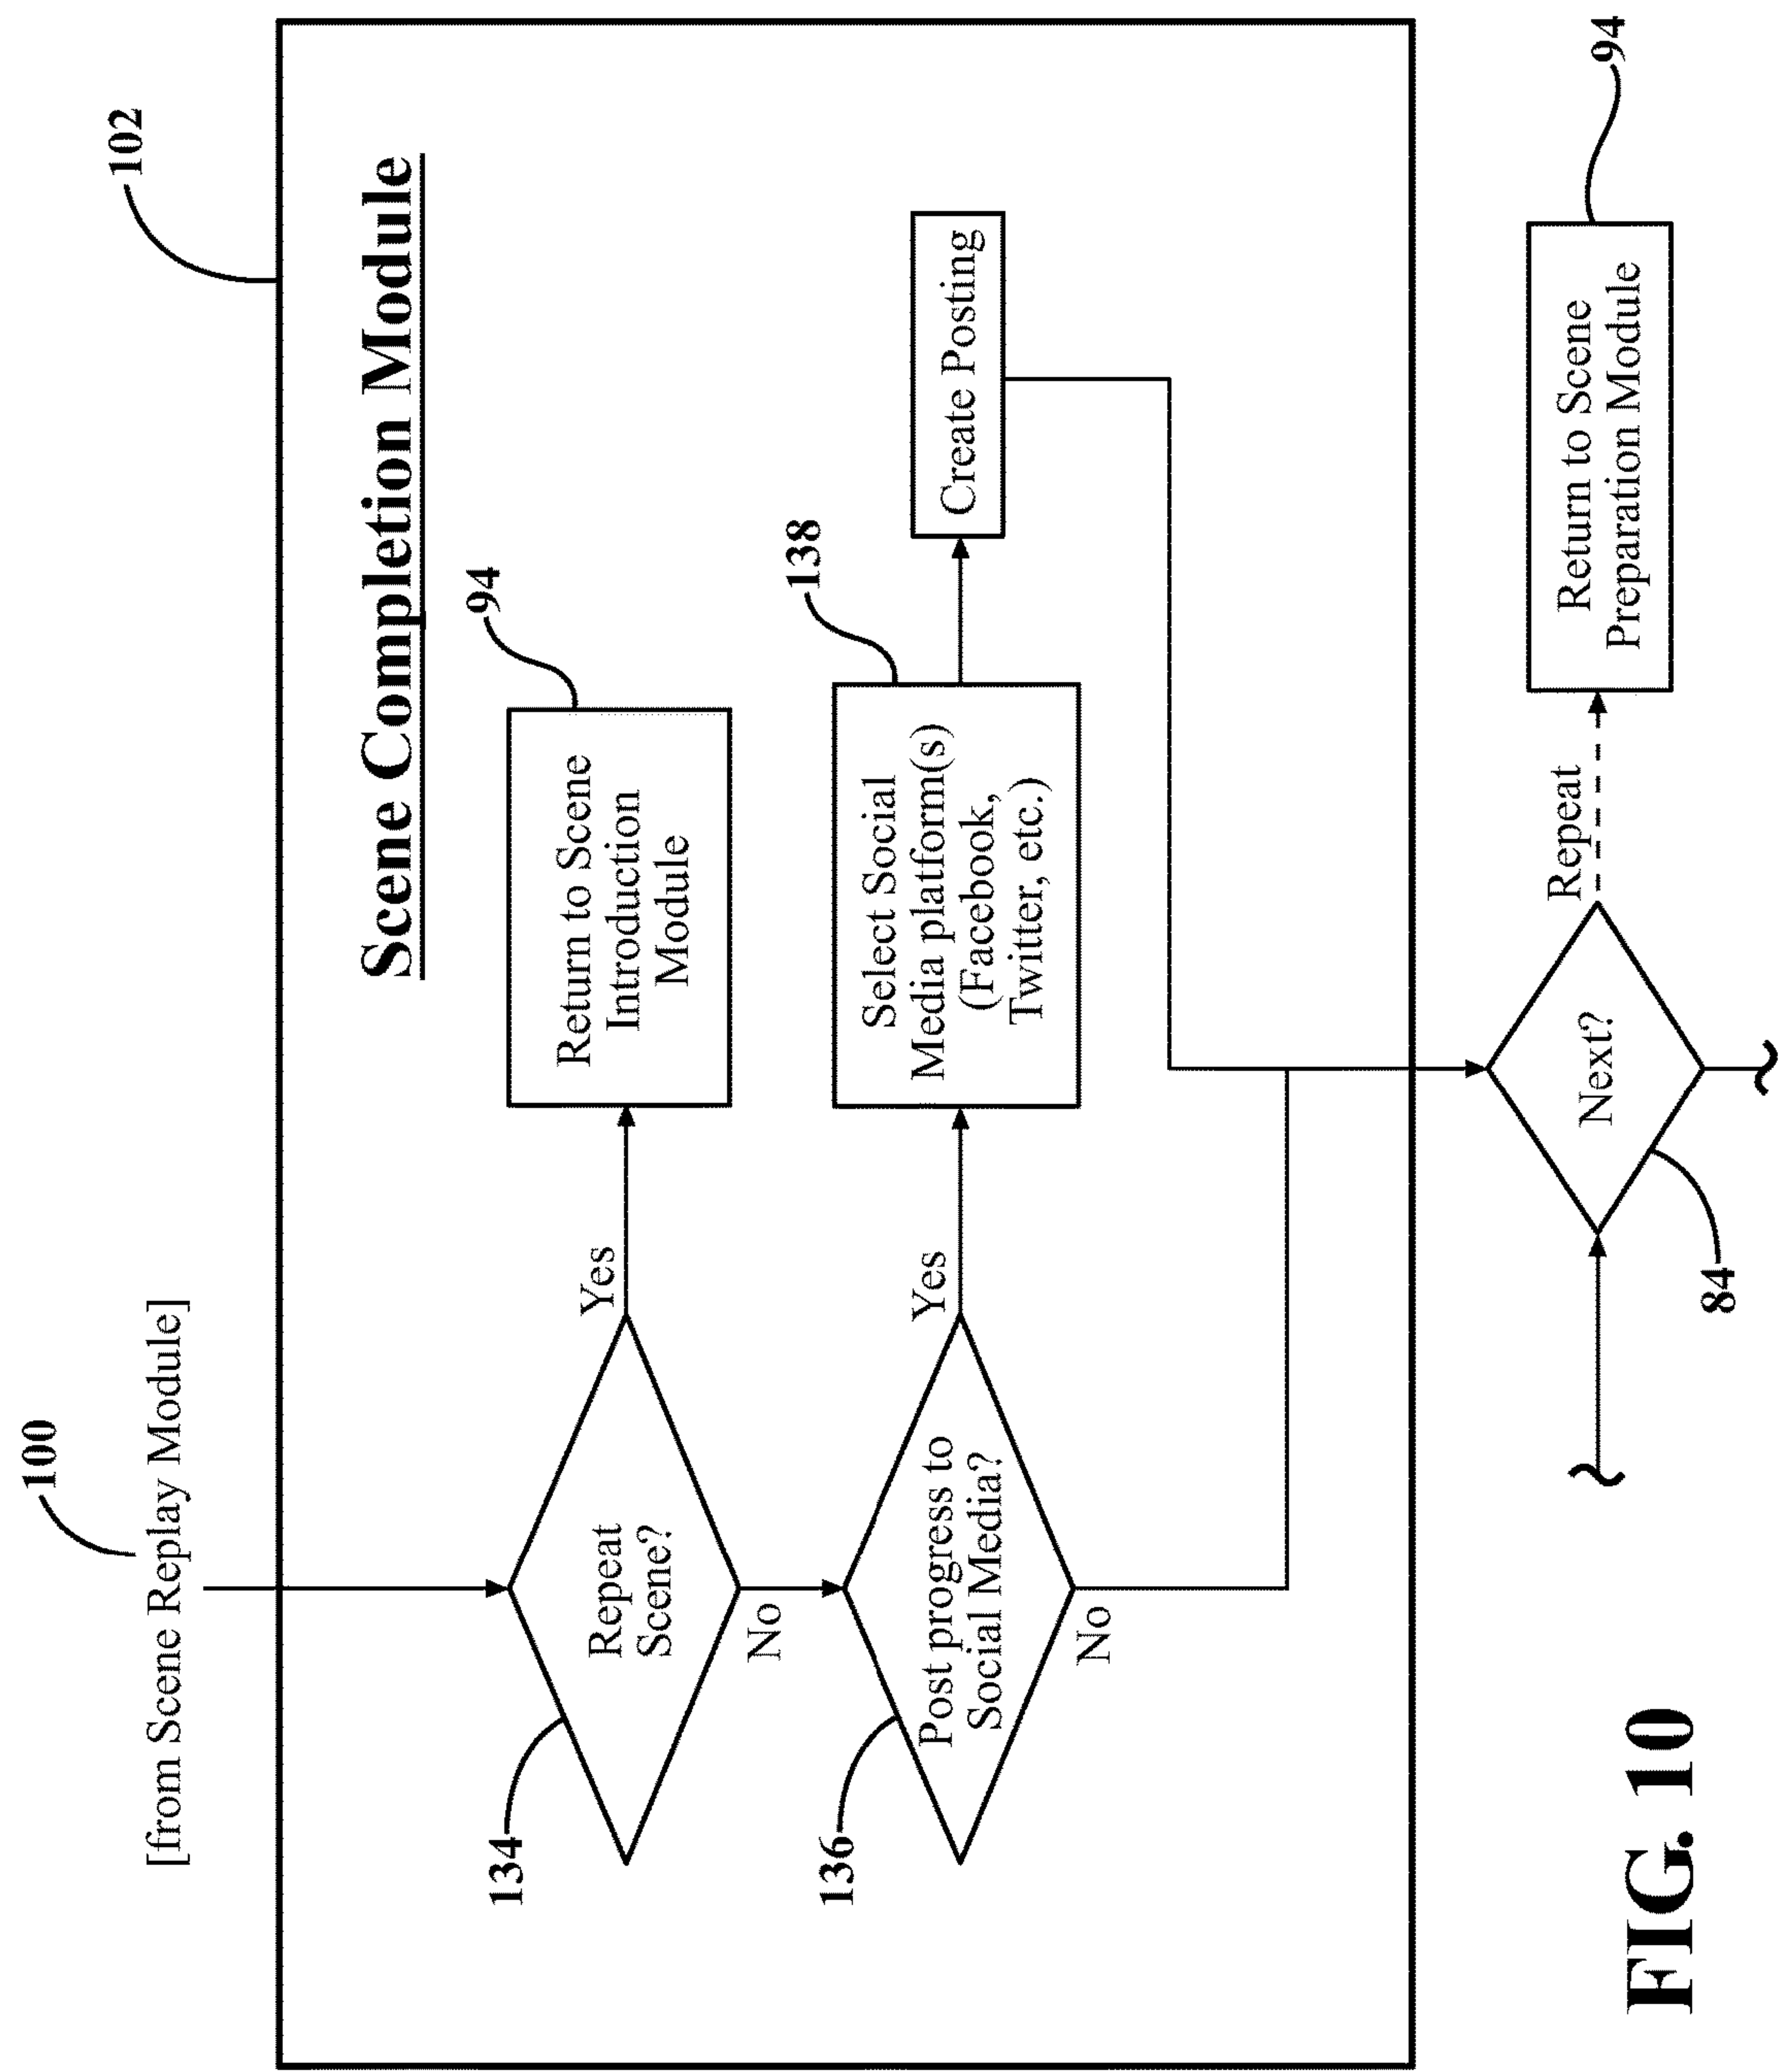 100
[from Scene Replay Module]
102
Scene Completion Module
134
Repeat
Scene?
Yes
94
Return to Scene
Introduction
Module
No
136
Post progress to
Social Media?
Yes
138
Select Social
Media platform(s)
(Facebook,
Twitter, etc.)
Create Posting
No
84
Next?
Repeat
94
Return to Scene
Preparation Module
FIG. 10